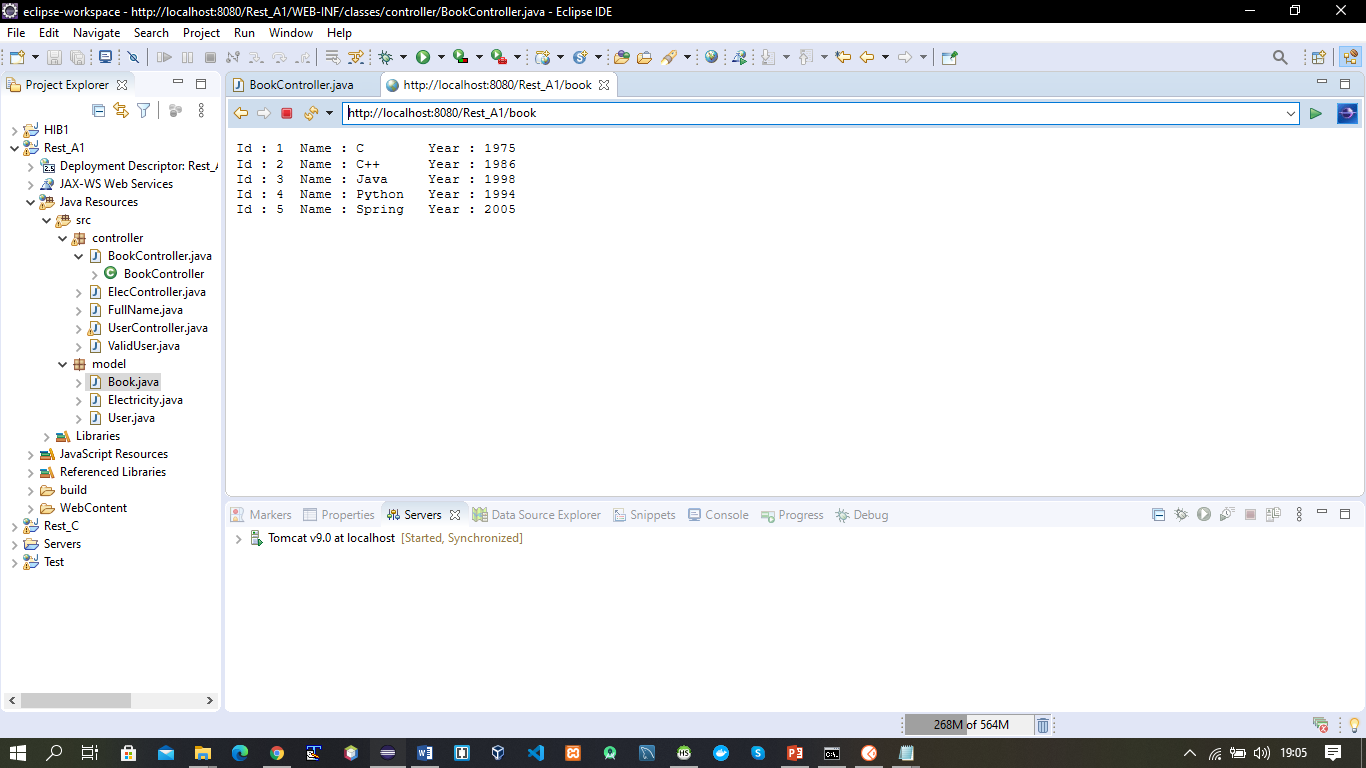 eclipse-workspace - http://localhost:8080/Rest_A1/WEB-INF/classes/controller/BookController.java - Eclipse IDE
File Edit Navigate Search Project Run Window Help
Project Explorer
HIB1
Rest_A1
Deployment Descriptor: Rest_A
JAX-WS Web Services
Java Resources
src
controller
BookController.java
BookController
ElecController.java
FullName.java
UserController.java
ValidUser.java
model
Book.java
Electricity.java
User.java
Libraries
JavaScript Resources
Referenced Libraries
build
WebContent
Rest_C
Servers
Test
BookController.java http://localhost:8080/Rest_A1/book
http://localhost:8080/Rest_A1/book
Id : 1  Name : C        Year : 1975
Id : 2  Name : C++      Year : 1986
Id : 3  Name : Java     Year : 1998
Id : 4  Name : Python   Year : 1994
Id : 5  Name : Spring   Year : 2005
Markers Properties Servers Data Source Explorer Snippets Console Progress Debug
Tomcat v9.0 at localhost [Started, Synchronized]
268M of 564M
19:05